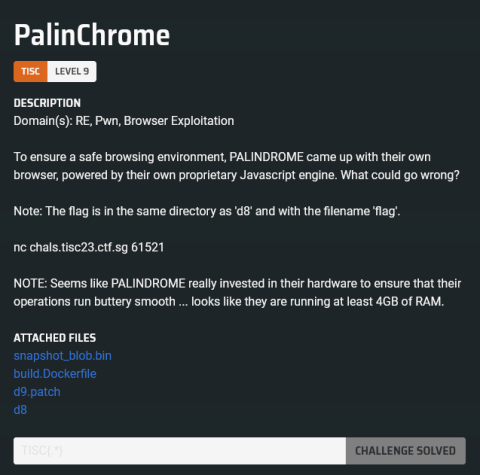 PalinChrome
TISC LEVEL 9
DESCRIPTION
Domain(s): RE, Pwn, Browser Exploitation
To ensure a safe browsing environment, PALINDROME came up with their own
browser, powered by their own proprietary Javascript engine. What could go wrong?
Note: The flag is in the same directory as 'd8' and with the filename 'flag'.
nc chals.tisc23.ctf.sg 61521
NOTE: Seems like PALINDROME really invested in their hardware to ensure that their
operations run buttery smooth ... looks like they are running at least 4GB of RAM.
ATTACHED FILES
snapshot_blob.bin
build.Dockerfile
d9.patch
d8
TISC{.*} CHALLENGE SOLVED